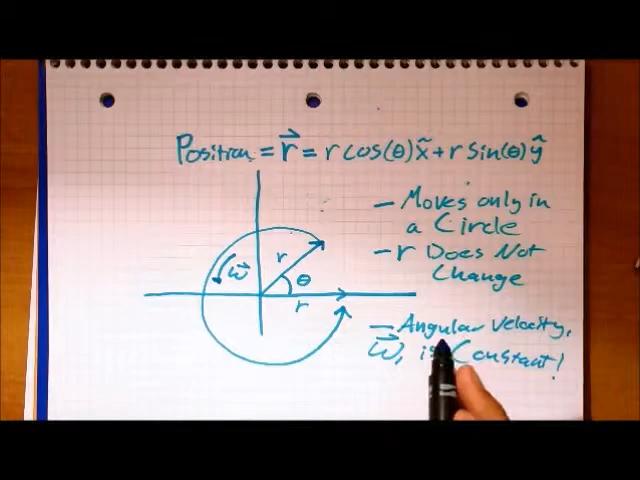 Position = r⃗ = r cos(θ)x̂ + r sin(θ)ŷ
– Moves only in
a Circle
– r Does Not
Change
r
θ
ω⃗
r
– Angular Velocity,
ω⃗, is Constant!